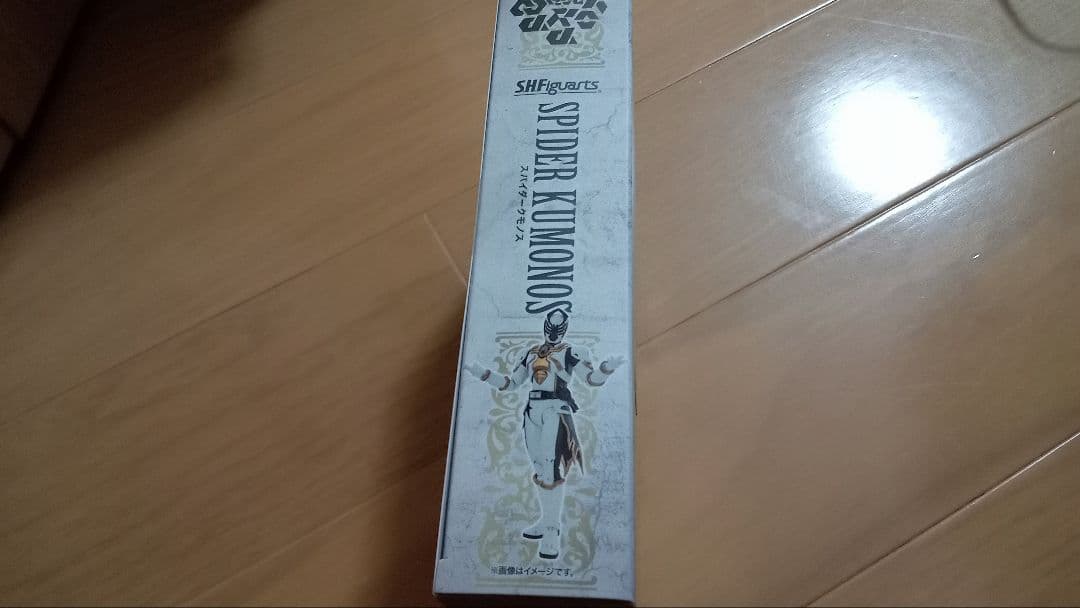 S.H.Figuarts
SPIDER KUMONOS
スパイダークモノス
※画像はイメージです。